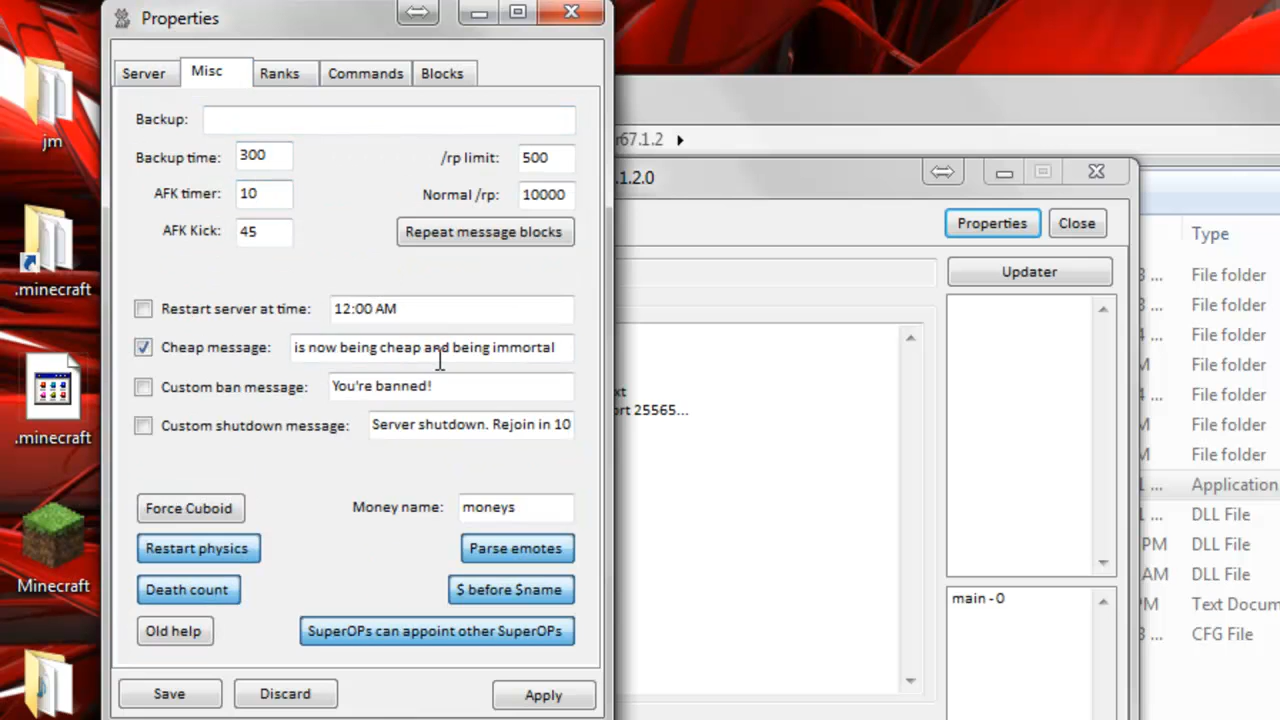 Properties
Server
Misc
Ranks
Commands
Blocks
Backup:
Backup time:
300
/rp limit:
500
AFK timer:
10
Normal /rp:
10000
AFK Kick:
45
Repeat message blocks
Restart server at time:
12:00 AM
Cheap message:
is now being cheap and being immortal
Custom ban message:
You're banned!
Custom shutdown message:
Server shutdown. Rejoin in 10
Force Cuboid
Money name:
moneys
Restart physics
Parse emotes
Death count
$ before $name
Old help
SuperOPs can appoint other SuperOPs
Save
Discard
Apply
jm
.minecraft
.minecraft
Minecraft
r67.1.2
.1.2.0
Properties
Close
Updater
xt
ort 25565...
main - 0
Type
File folder
File folder
File folder
File folder
File folder
File folder
File folder
Application
DLL File
DLL File
PM
DLL File
AM
Text Docum
CFG File